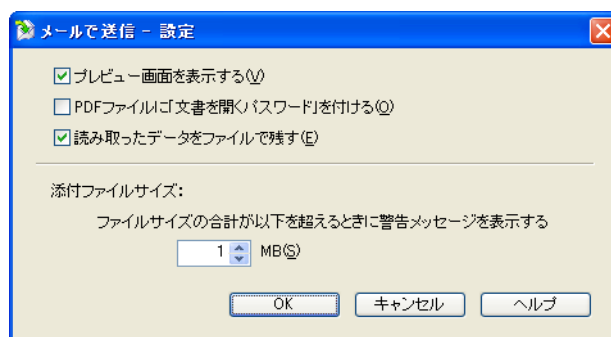 メールで送信 - 設定
プレビュー画面を表示する(V)
PDFファイルに「文書を開くパスワード」を付ける(O)
読み取ったデータをファイルで残す(E)
添付ファイルサイズ:
ファイルサイズの合計が以下を超えるときに警告メッセージを表示する
1 MB(S)
OK キャンセル ヘルプ